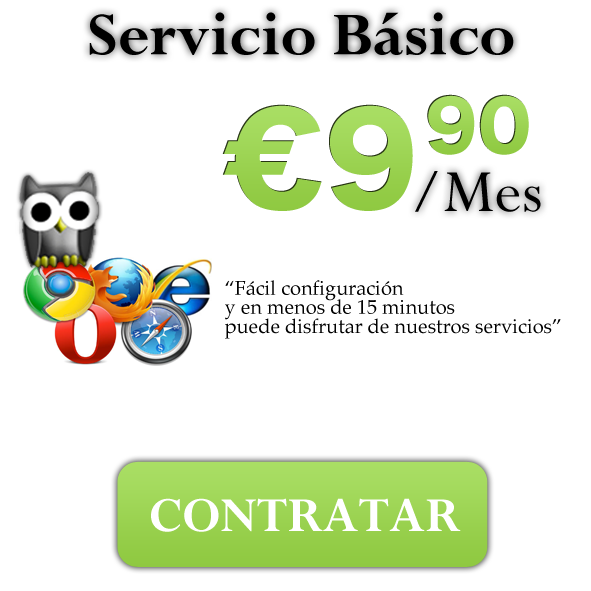 Servicio Básico
€9 90
/Mes
“Fácil configuración
y en menos de 15 minutos
puede disfrutar de nuestros servicios”
CONTRATAR